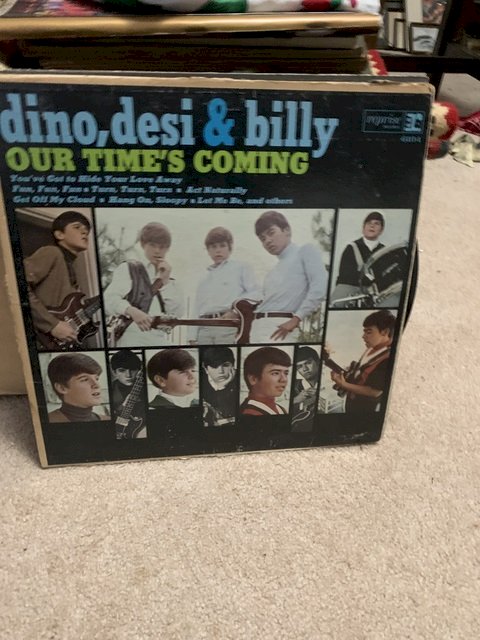 dino, desi & billy
reprise
OUR TIME'S COMING
You've Got to Hide Your Love Away
Fun, Fun, Fun • Turn, Turn, Turn • Act Naturally
Get Off My Cloud • Hang On, Sloopy • Let Me Be, and others